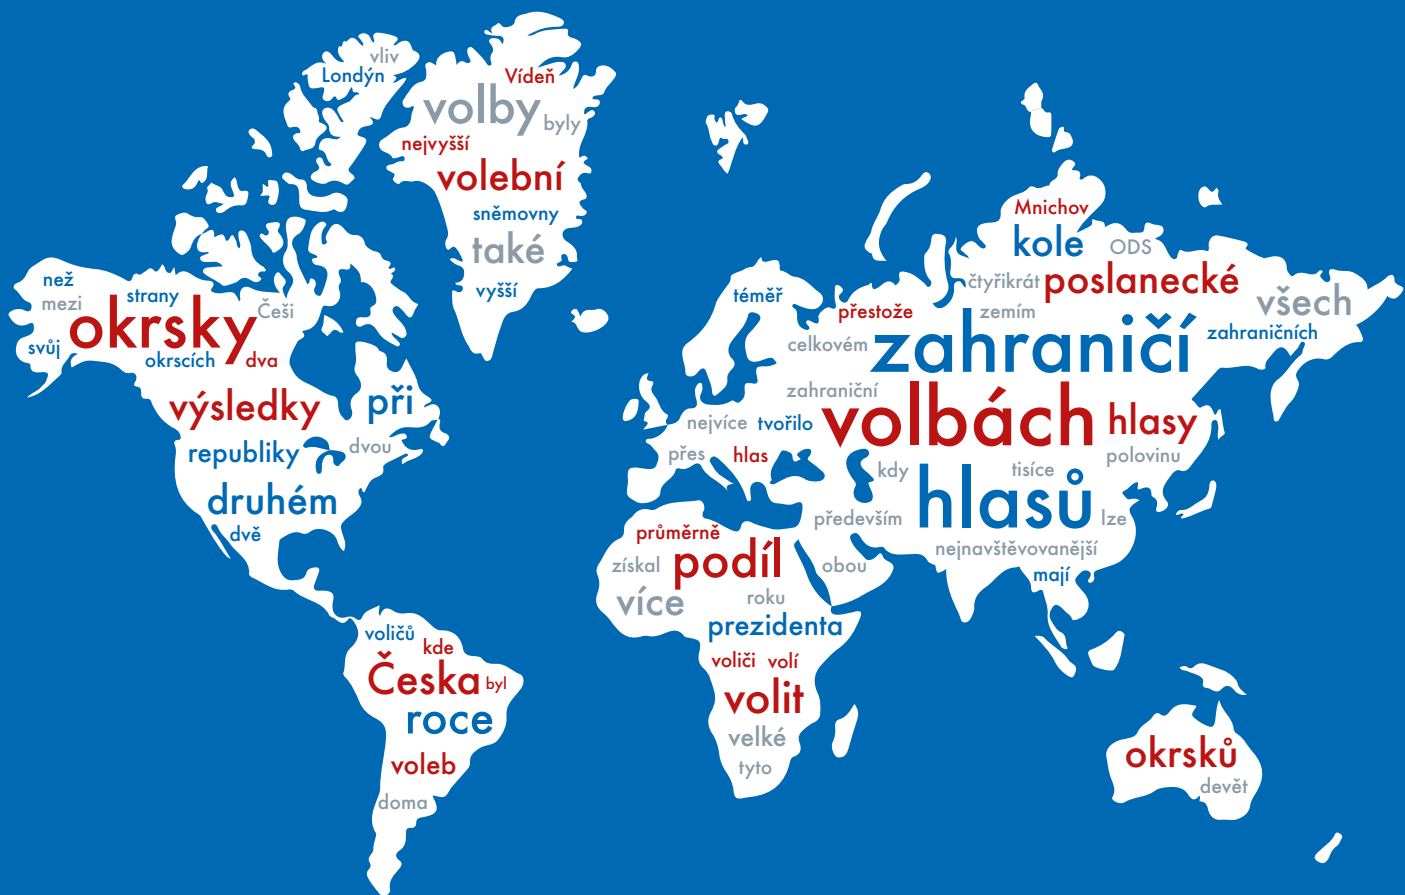 vliv
Londýn
Vídeň
volby
byly
nejvyšší
volební
sněmovny
také
vyšší
než
mezi
strany
Češi
okrsky
svůj
okrscích
dva
výsledky
při
republiky
dvou
druhém
dvě
voličů
kde
Česka
byl
roce
voleb
doma
Mnichov
kole
ODS
čtyřikrát
poslanecké
všech
téměř
přestože
zemím
celkovém
zahraničí
zahraničních
zahraniční
nejvíce
tvořilo
volbách
hlasy
přes
hlas
kdy
tisíce
polovinu
hlasů
především
lze
průměrně
nejnavštěvovanější
získal
podíl
obou
mají
více
roku
prezidenta
voliči
volí
volit
velké
tyto
okrsků
devět